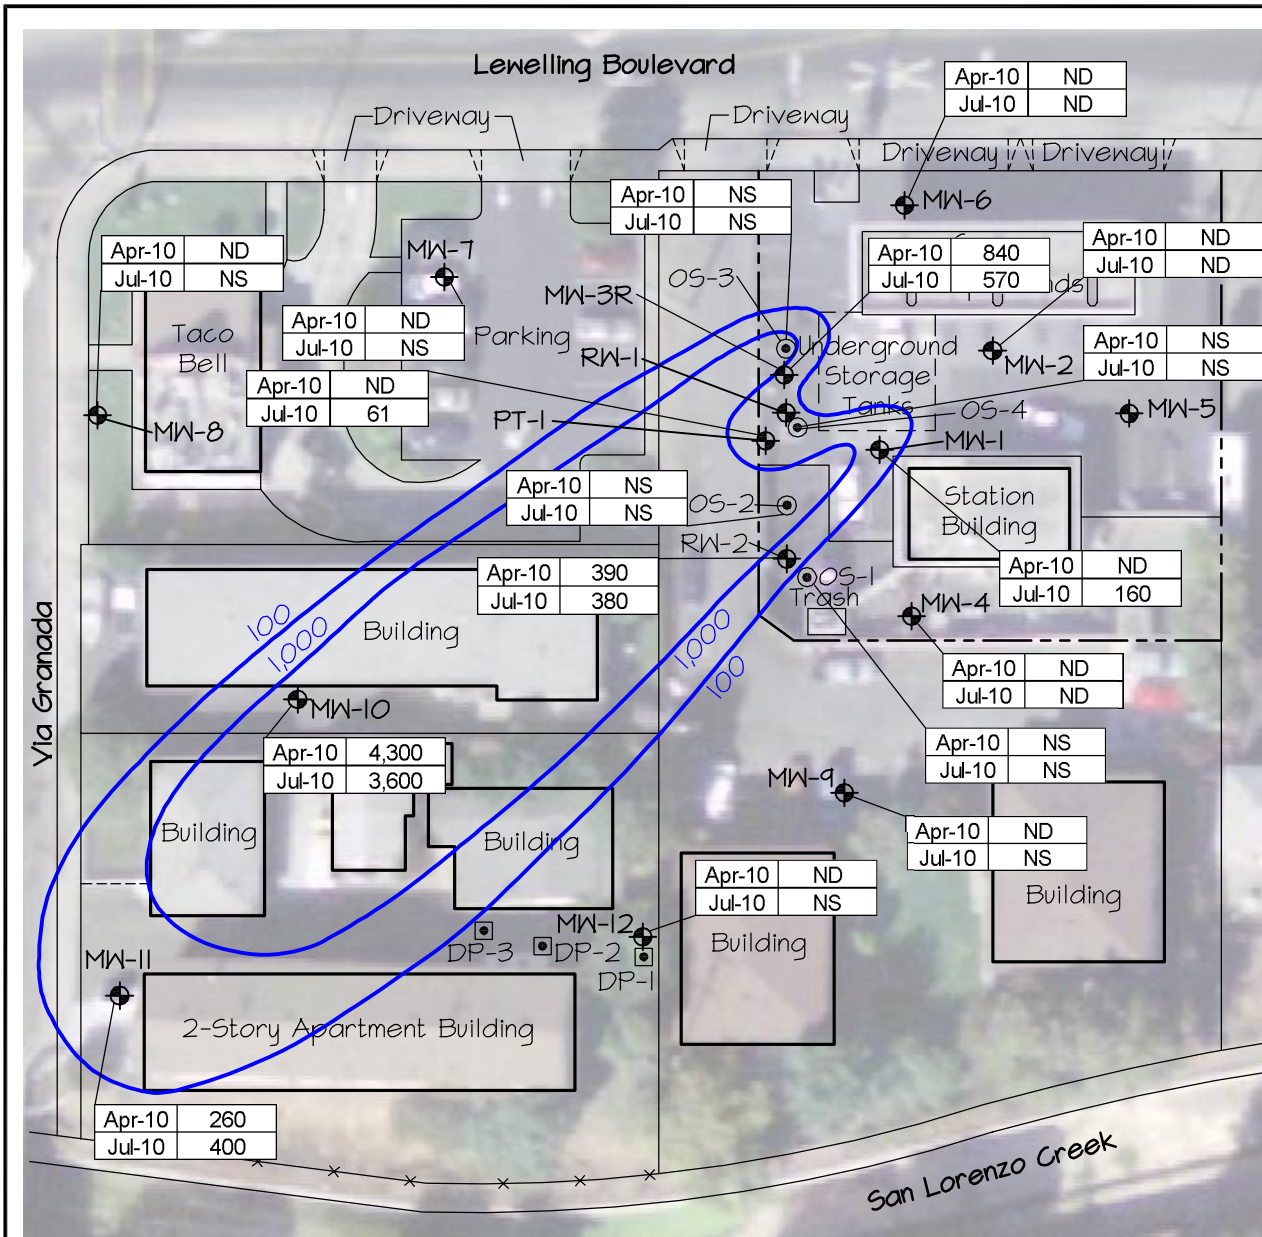 Lewelling Boulevard
Apr-10 ND
Jul-10 ND
Driveway
Driveway
Driveway
Driveway
Apr-10 NS
Jul-10 NS
MW-6
Apr-10 ND
Jul-10 NS
MW-7
Apr-10 840
Jul-10 570
Apr-10 ND
Jul-10 ND
OS-3
MW-3R
Taco
Bell
Apr-10 ND
Jul-10 NS
Parking
RW-1
Underground
Storage
Tanks
MW-2
Apr-10 NS
Jul-10 NS
Apr-10 ND
Jul-10 61
PT-1
OS-4
MW-5
MW-8
MW-1
Apr-10 NS
Jul-10 NS
OS-2
Station
Building
RW-2
Apr-10 390
Jul-10 380
OS-1
Trash
Apr-10 ND
Jul-10 160
MW-4
100
1,000
Building
1,000
100
Via Granada
MW-10
Apr-10 ND
Jul-10 ND
Apr-10 4,300
Jul-10 3,600
Apr-10 NS
Jul-10 NS
MW-9
Building
Building
Apr-10 ND
Jul-10 NS
Apr-10 ND
Jul-10 NS
Building
MW-12
Building
DP-3
DP-2
DP-1
MW-11
2-Story Apartment Building
Apr-10 260
Jul-10 400
San Lorenzo Creek